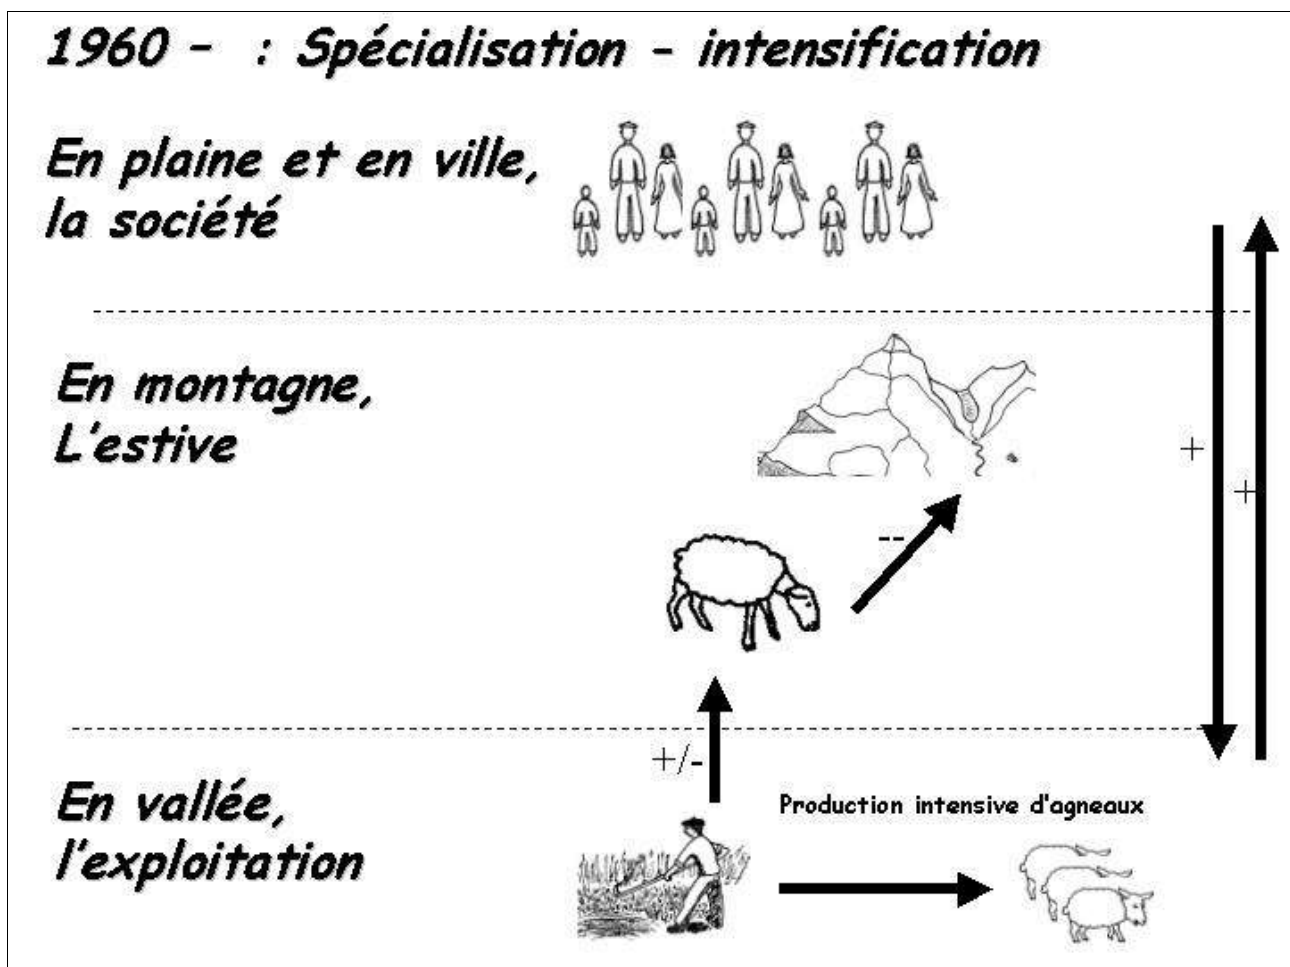 1960 – : Spécialisation – intensification
En plaine et en ville,
la société
En montagne,
L'estive
+
+
--
+/-
En vallée,
l'exploitation
Production intensive d'agneaux